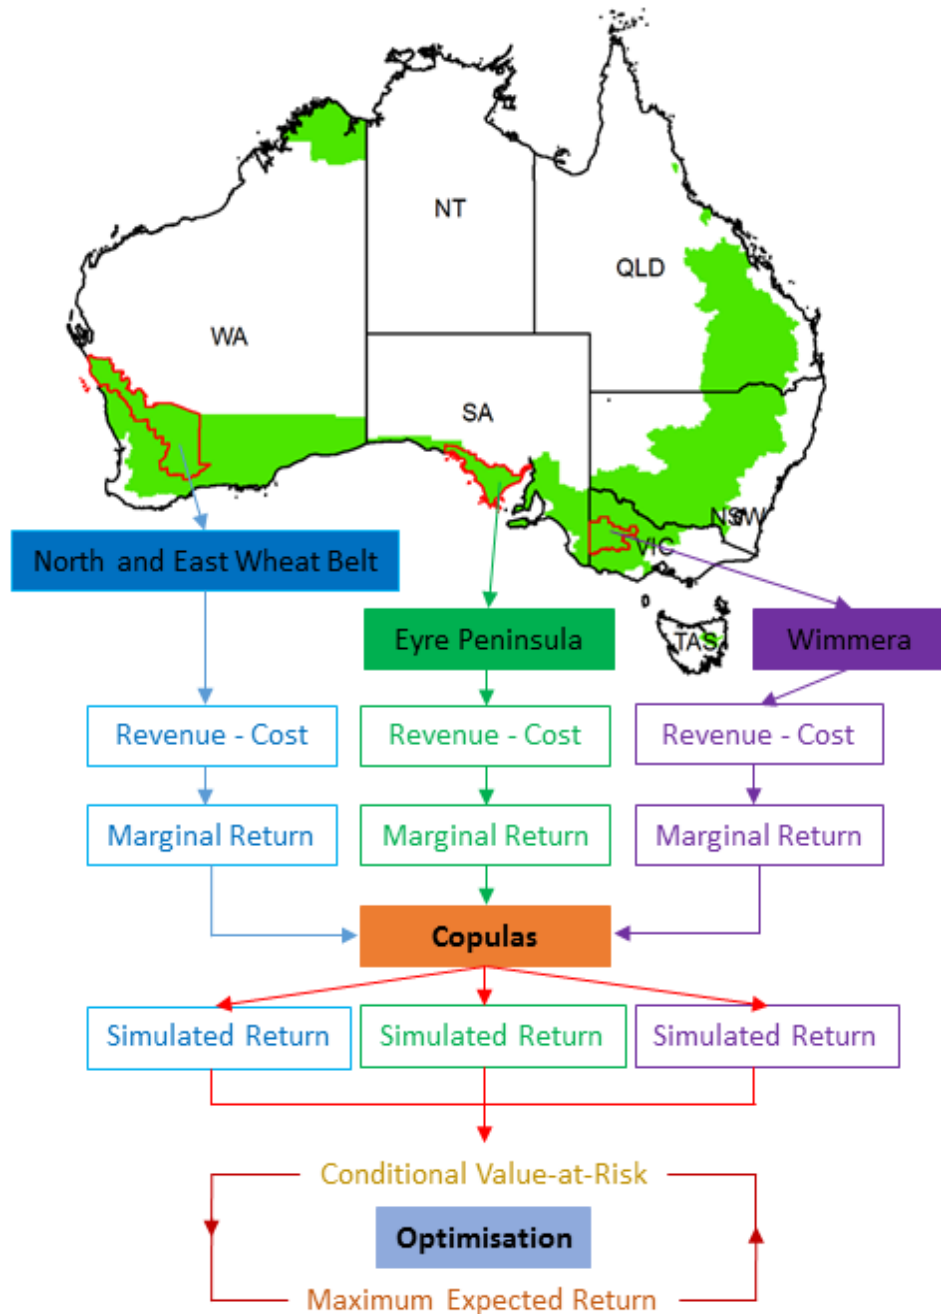 NT
QLD
WA
SA
NSW
VIC
North and East Wheat Belt
Eyre Peninsula
TAS
Wimmera
Revenue - Cost
Revenue - Cost
Revenue - Cost
Marginal Return
Marginal Return
Marginal Return
Copulas
Simulated Return
Simulated Return
Simulated Return
Conditional Value-at-Risk
Optimisation
Maximum Expected Return